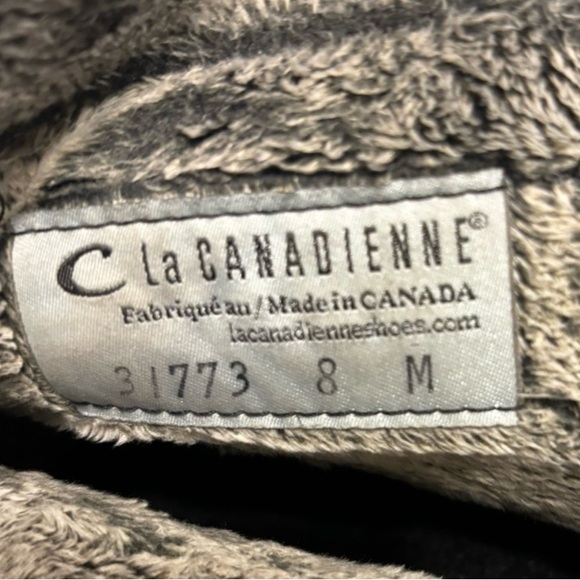 C La CANADIENNE®
Fabriqué au/Made in CANADA
lacanadienneshoes.com
31773 8 M